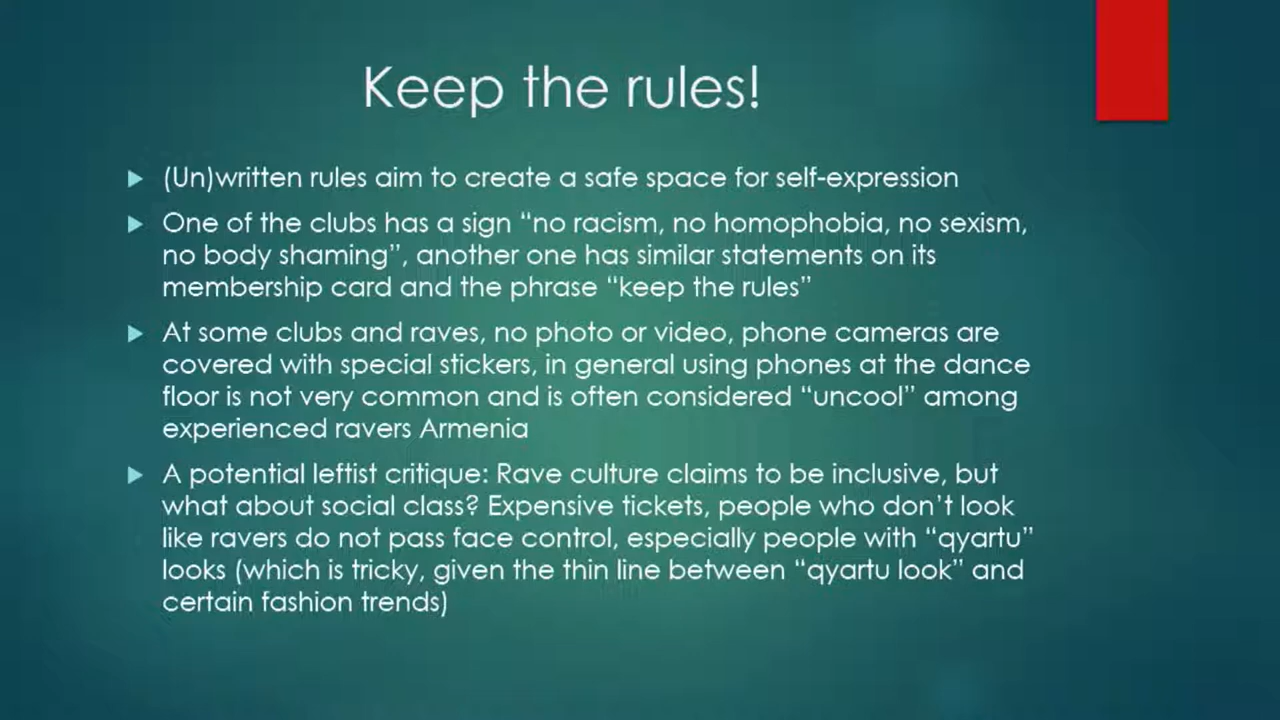 Keep the rules!
(Un)written rules aim to create a safe space for self-expression
One of the clubs has a sign “no racism, no homophobia, no sexism,
no body shaming”, another one has similar statements on its
membership card and the phrase “keep the rules”
At some clubs and raves, no photo or video, phone cameras are
covered with special stickers, in general using phones at the dance
floor is not very common and is often considered “uncool” among
experienced ravers Armenia
A potential leftist critique: Rave culture claims to be inclusive, but
what about social class? Expensive tickets, people who don’t look
like ravers do not pass face control, especially people with “qyartu”
looks (which is tricky, given the thin line between “qyartu look” and
certain fashion trends)